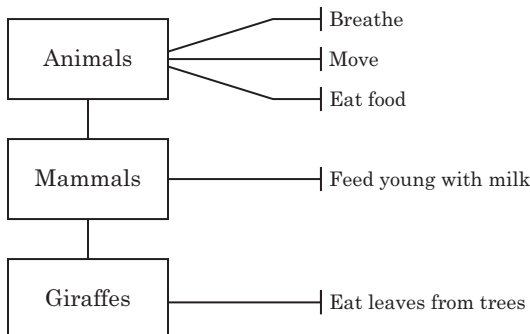 Animals
Breathe
Move
Eat food
Mammals
Feed young with milk
Giraffes
Eat leaves from trees